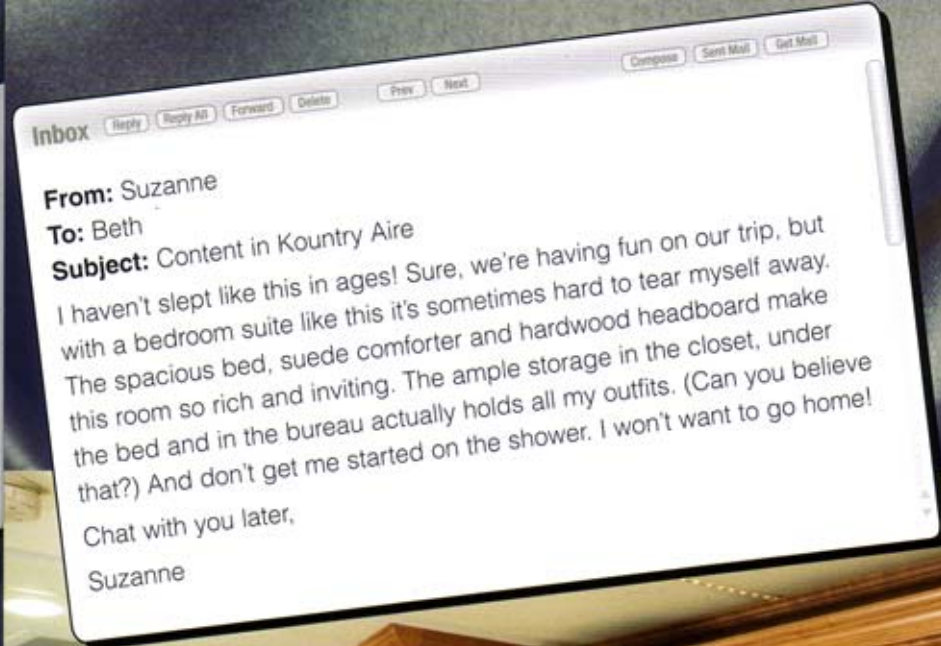 Compose Sent Mail Get Mail
Inbox Reply Reply All Forward Delete Prev Next
From: Suzanne
To: Beth
Subject: Content in Kountry Aire
I haven't slept like this in ages! Sure, we're having fun on our trip, but
with a bedroom suite like this it's sometimes hard to tear myself away.
The spacious bed, suede comforter and hardwood headboard make
this room so rich and inviting. The ample storage in the closet, under
the bed and in the bureau actually holds all my outfits. (Can you believe
that?) And don't get me started on the shower. I won't want to go home!
Chat with you later,
Suzanne